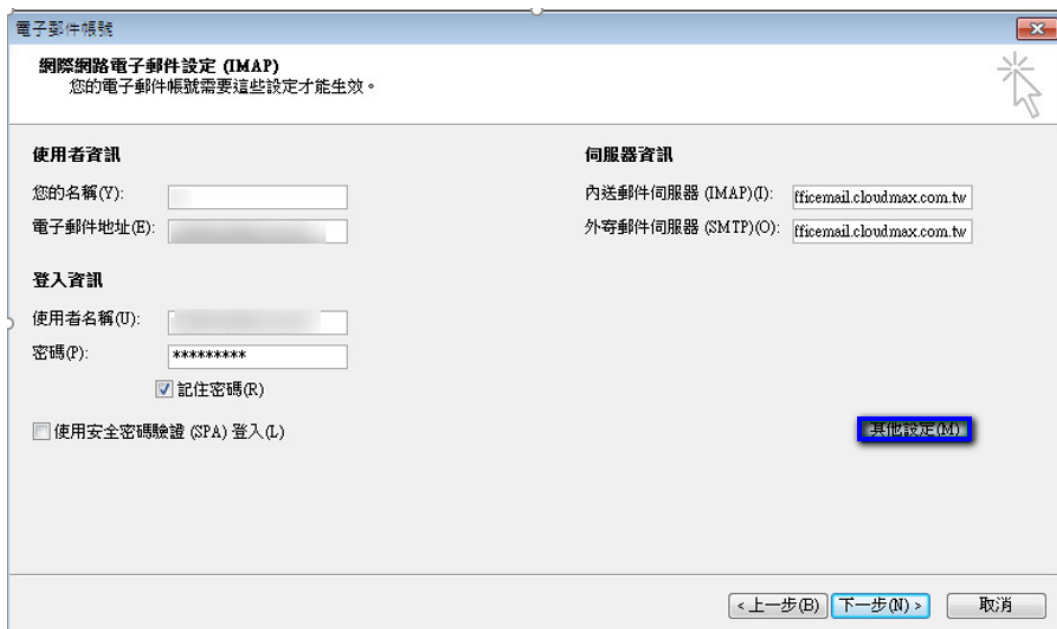 電子郵件帳號
網際網路電子郵件設定 (IMAP)
您的電子郵件帳號需要這些設定才能生效。
使用者資訊
您的名稱(Y):
電子郵件地址(E):
登入資訊
使用者名稱(U):
密碼(P):
*********
記住密碼(R)
使用安全密碼驗證 (SPA) 登入(L)
伺服器資訊
內送郵件伺服器 (IMAP)(I):
fficemail.cloudmax.com.tw
外寄郵件伺服器 (SMTP)(O):
fficemail.cloudmax.com.tw
其他設定(M)
< 上一步(B)
下一步(N) >
取消